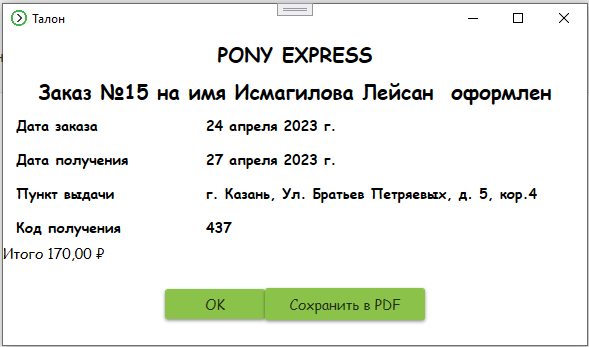 Талон
PONY EXPRESS
Заказ №15 на имя Исмагилова Лейсан оформлен
Дата заказа 24 апреля 2023 г.
Дата получения 27 апреля 2023 г.
Пункт выдачи г. Казань, Ул. Братьев Петряевых, д. 5, кор.4
Код получения 437
Итого 170,00 ₽
OK Сохранить в PDF